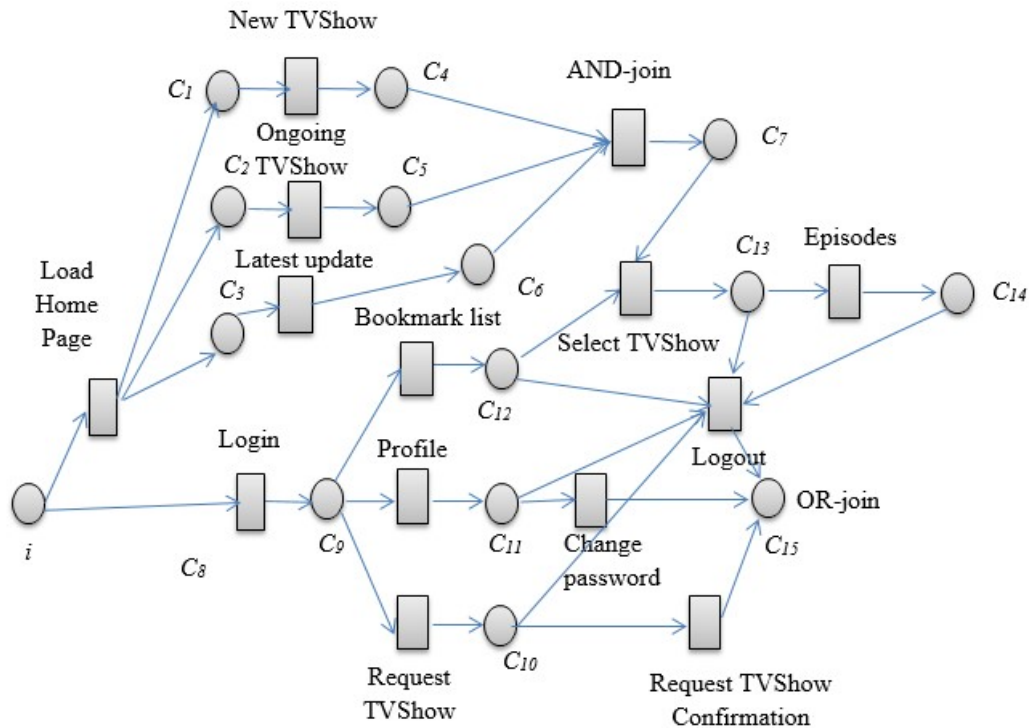 New TVShow
C1
C4
AND-join
Ongoing
TVShow
C7
C2
C5
Latest update
C13
Episodes
Load
Home
Page
C3
C6
C14
Bookmark list
Select TVShow
C12
Login
Profile
Logout
OR-join
i
C8
C9
C11
Change
password
C15
C10
Request
TVShow
Request TVShow
Confirmation